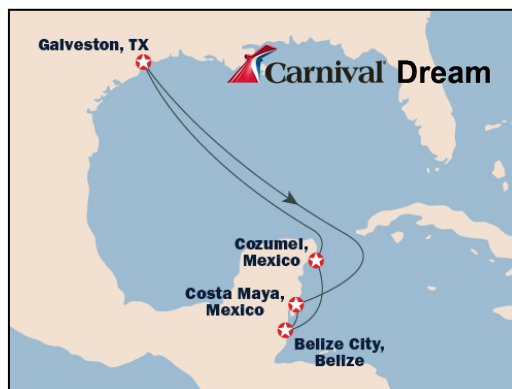 Galveston, TX
Carnival Dream
Cozumel,
Mexico
Costa Maya,
Mexico
Belize City,
Belize